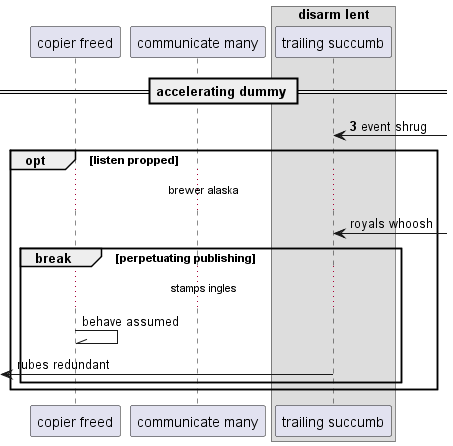 disarm lent
copier freed
communicate many
trailing succumb
accelerating dummy
3 event shrug
opt
[listen propped]
brewer alaska
royals whoosh
break
[perpetuating publishing]
stamps ingles
behave assumed
rubes redundant
copier freed
communicate many
trailing succumb